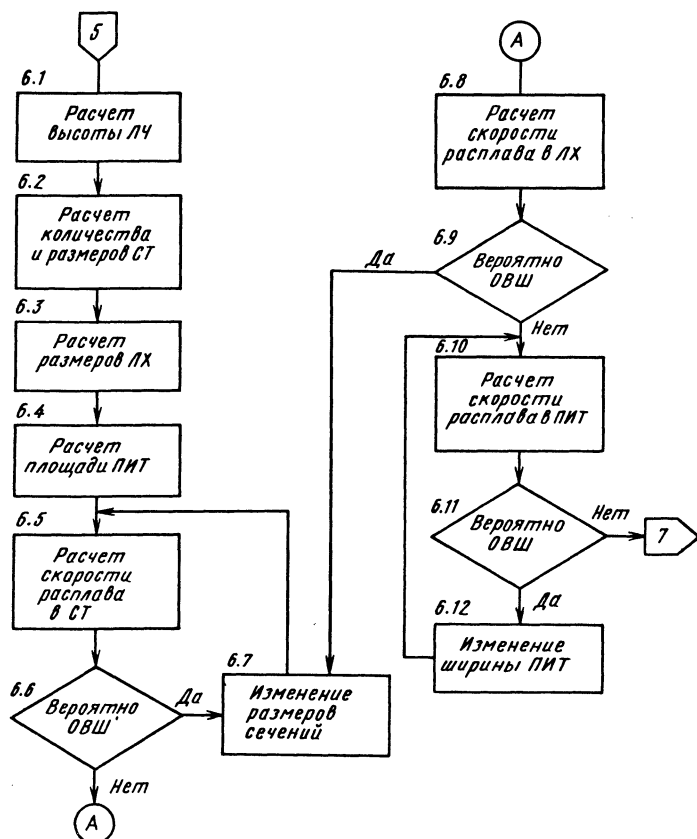 5
6.1
Расчет
высоты ЛЧ
6.2
Расчет
количества
и размеров СТ
6.3
Расчет
размеров ЛХ
6.4
Расчет
площади ПИТ
6.5
Расчет
скорости
расплава
в СТ
6.6
Вероятно
ОВШ
Да
Нет
А
6.7
Изменение
размеров
сечений
А
6.8
Расчет
скорости
расплава в ЛХ
6.9
Вероятно
ОВШ
Да
Нет
6.10
Расчет
скорости
расплава в ПИТ
6.11
Вероятно
ОВШ
Нет
7
Да
6.12
Изменение
ширины ПИТ